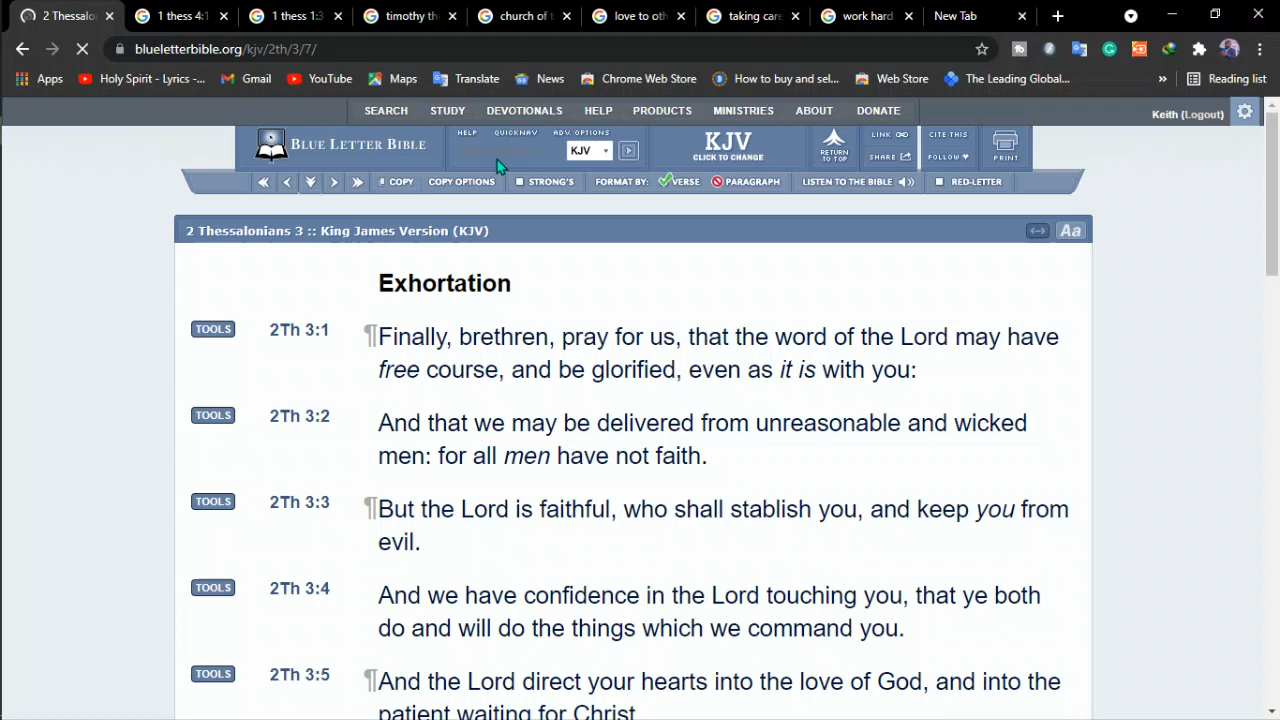 2 Thessalo
1 thess 4:1
1 thess 1:3
timothy th
church of t
love to oth
taking care
work hard
New Tab
blueletterbible.org/kjv/2th/3/7/
Apps
Holy Spirit - Lyrics -...
Gmail
YouTube
Maps
Translate
News
Chrome Web Store
How to buy and sel...
Web Store
The Leading Global...
»
Reading list
SEARCH STUDY DEVOTIONALS HELP PRODUCTS MINISTRIES ABOUT DONATE
Keith (Logout)
BLUE LETTER BIBLE
HELP QUICKNAV ADV. OPTIONS
KJV
KJV
CLICK TO CHANGE
RETURN
TO TOP
LINK
SHARE
CITE THIS
FOLLOW
PRINT
COPY COPY OPTIONS STRONG'S FORMAT BY: VERSE PARAGRAPH LISTEN TO THE BIBLE RED-LETTER
2 Thessalonians 3 :: King James Version (KJV)
Aa
Exhortation
TOOLS 2Th 3:1 ¶Finally, brethren, pray for us, that the word of the Lord may have
free course, and be glorified, even as it is with you:
TOOLS 2Th 3:2 And that we may be delivered from unreasonable and wicked
men: for all men have not faith.
TOOLS 2Th 3:3 ¶But the Lord is faithful, who shall stablish you, and keep you from
evil.
TOOLS 2Th 3:4 And we have confidence in the Lord touching you, that ye both
do and will do the things which we command you.
TOOLS 2Th 3:5 ¶And the Lord direct your hearts into the love of God, and into the
patient waiting for Christ